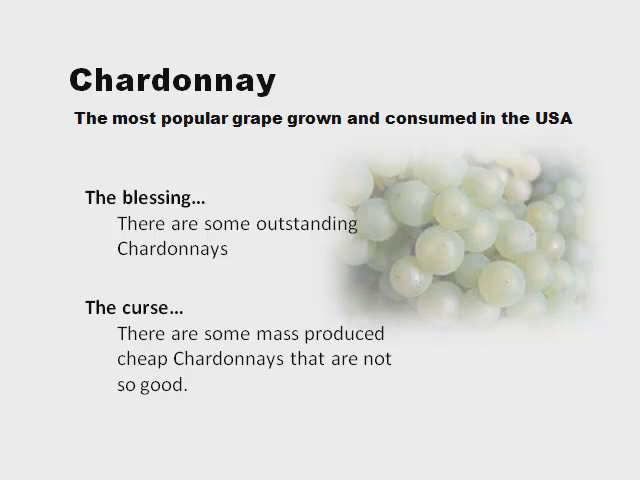 Chardonnay
The most popular grape grown and consumed in the USA
The blessing...
There are some outstanding
Chardonnays
The curse...
There are some mass produced
cheap Chardonnays that are not
so good.